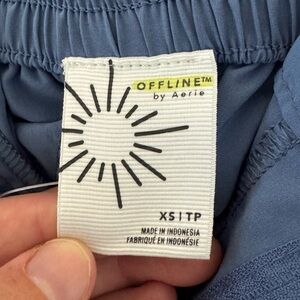 OFFLINE™
by Aerie
XS | TP
MADE IN INDONESIA
FABRIQUÉ EN INDONÉSIE